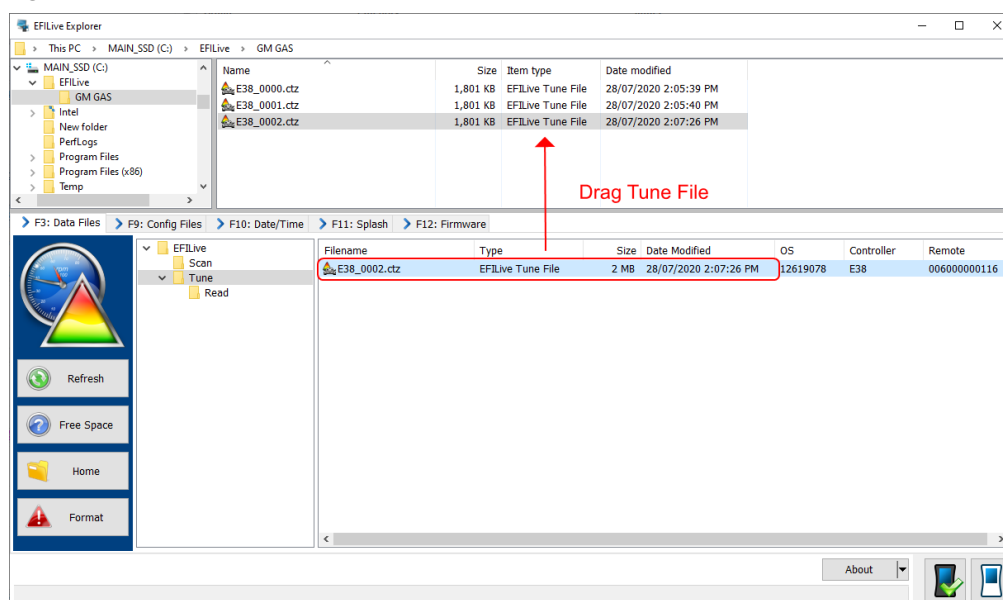 EFILive Explorer
This PC > MAIN_SSD (C:) > EFILive > GM GAS
MAIN_SSD (C:)
EFILive
GM GAS
Intel
New folder
PerfLogs
Program Files
Program Files (x86)
Temp
Name Size Item type Date modified
E38_0000.ctz 1,801 KB EFILive Tune File 28/07/2020 2:05:39 PM
E38_0001.ctz 1,801 KB EFILive Tune File 28/07/2020 2:05:40 PM
E38_0002.ctz 1,801 KB EFILive Tune File 28/07/2020 2:07:26 PM
Drag Tune File
F3: Data Files F9: Config Files F10: Date/Time F11: Splash F12: Firmware
rpm
Refresh
Free Space
Home
Format
EFILive
Scan
Tune
Read
Filename Type Size Date Modified OS Controller Remote
E38_0002.ctz EFILive Tune File 2 MB 28/07/2020 2:07:26 PM 12619078 E38 006000000116
About